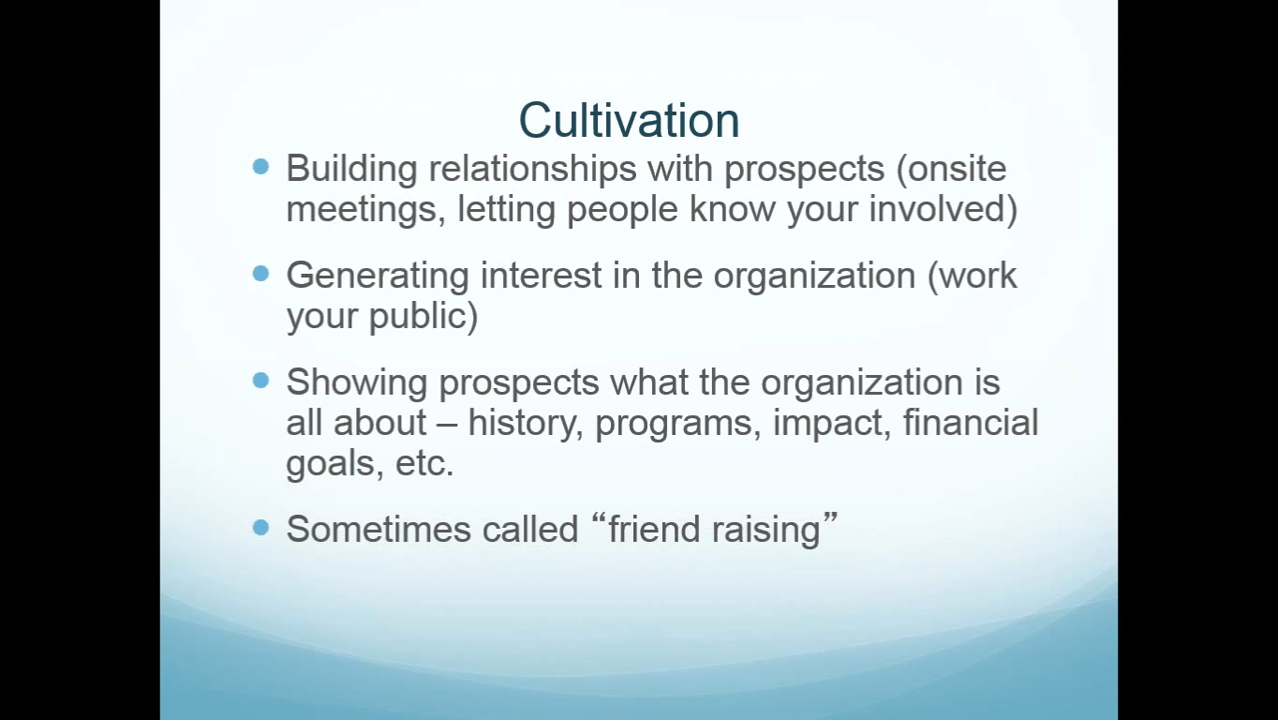 Cultivation
Building relationships with prospects (onsite
meetings, letting people know your involved)
Generating interest in the organization (work
your public)
Showing prospects what the organization is
all about – history, programs, impact, financial
goals, etc.
Sometimes called “friend raising”